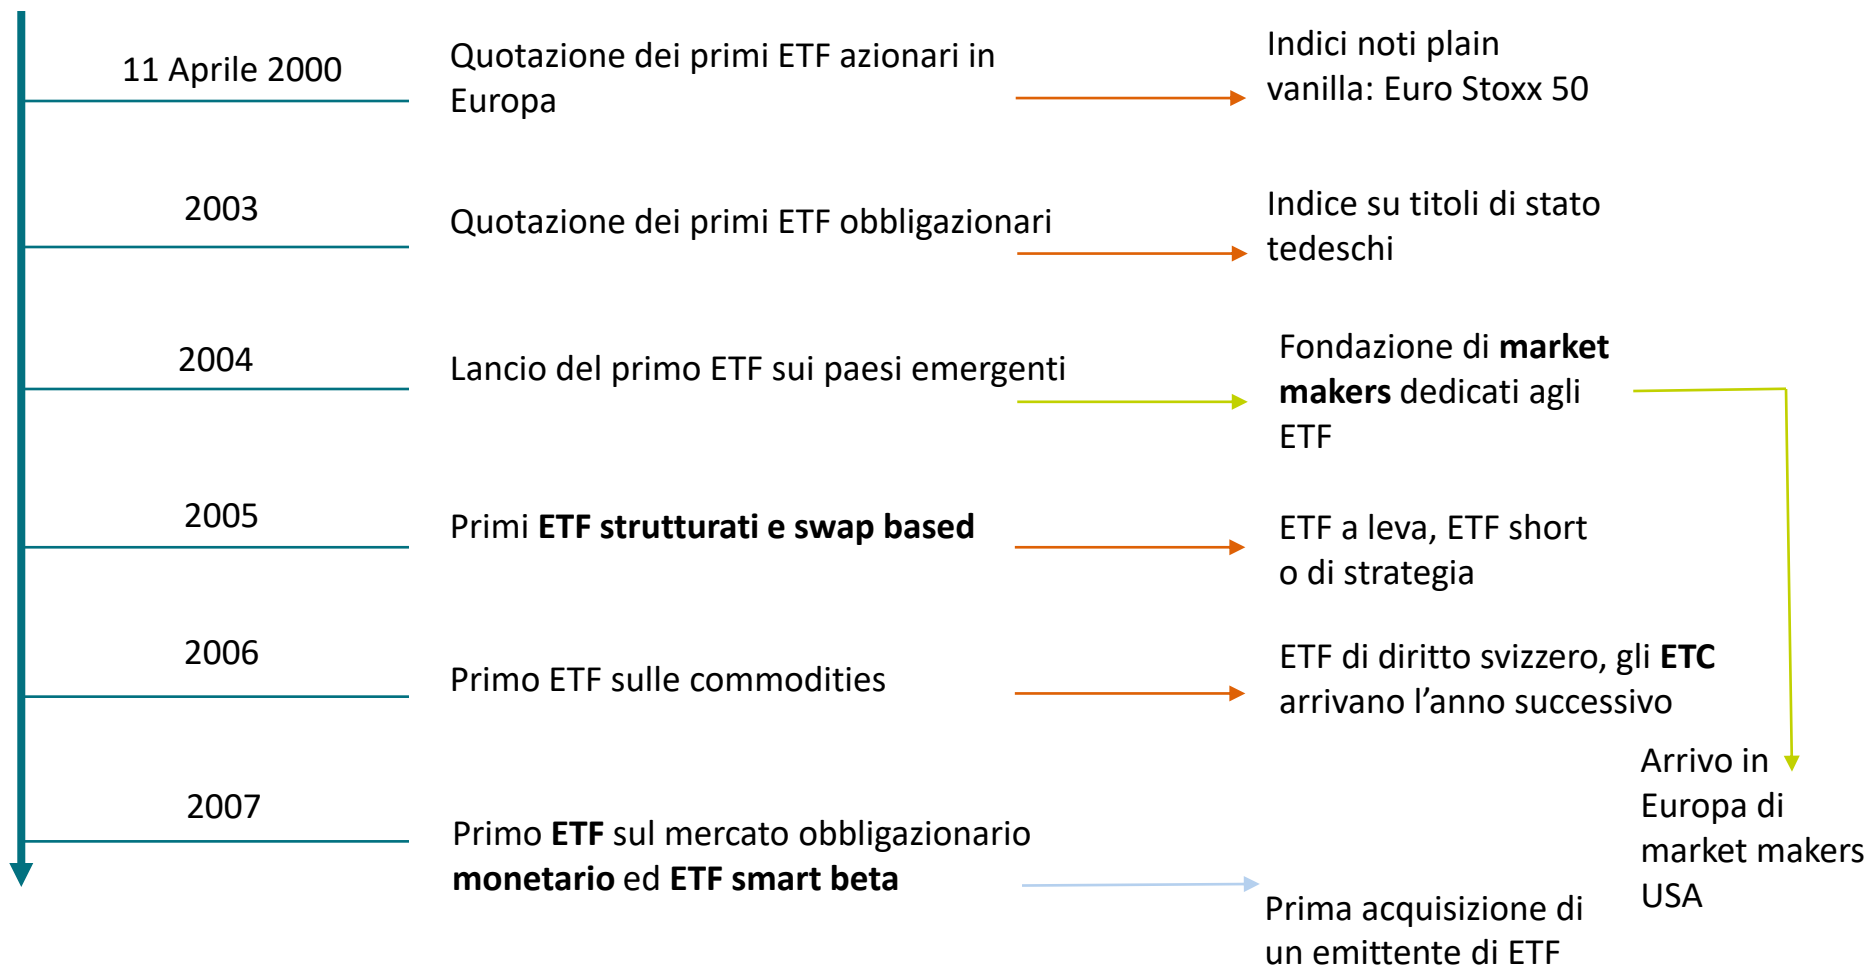 11 Aprile 2000
Quotazione dei primi ETF azionari in
Europa
Indici noti plain
vanilla: Euro Stoxx 50
2003
Quotazione dei primi ETF obbligazionari
Indice su titoli di stato
tedeschi
2004
Lancio del primo ETF sui paesi emergenti
Fondazione di market
makers dedicati agli
ETF
2005
Primi ETF strutturati e swap based
ETF a leva, ETF short
o di strategia
2006
Primo ETF sulle commodities
ETF di diritto svizzero, gli ETC
arrivano l’anno successivo
2007
Primo ETF sul mercato obbligazionario
monetario ed ETF smart beta
Prima acquisizione di
un emittente di ETF
Arrivo in
Europa di
market makers
USA